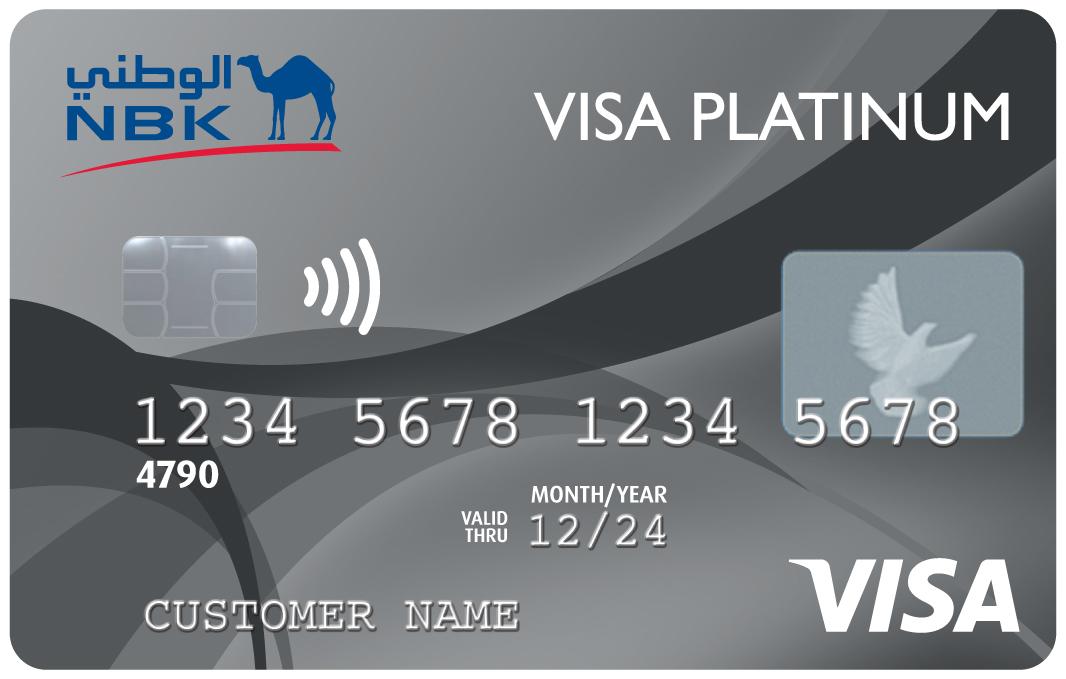 الوطني
NBK
VISA PLATINUM
1234 5678 1234 5678
4790
MONTH/YEAR
VALID
THRU
12/24
CUSTOMER NAME
VISA